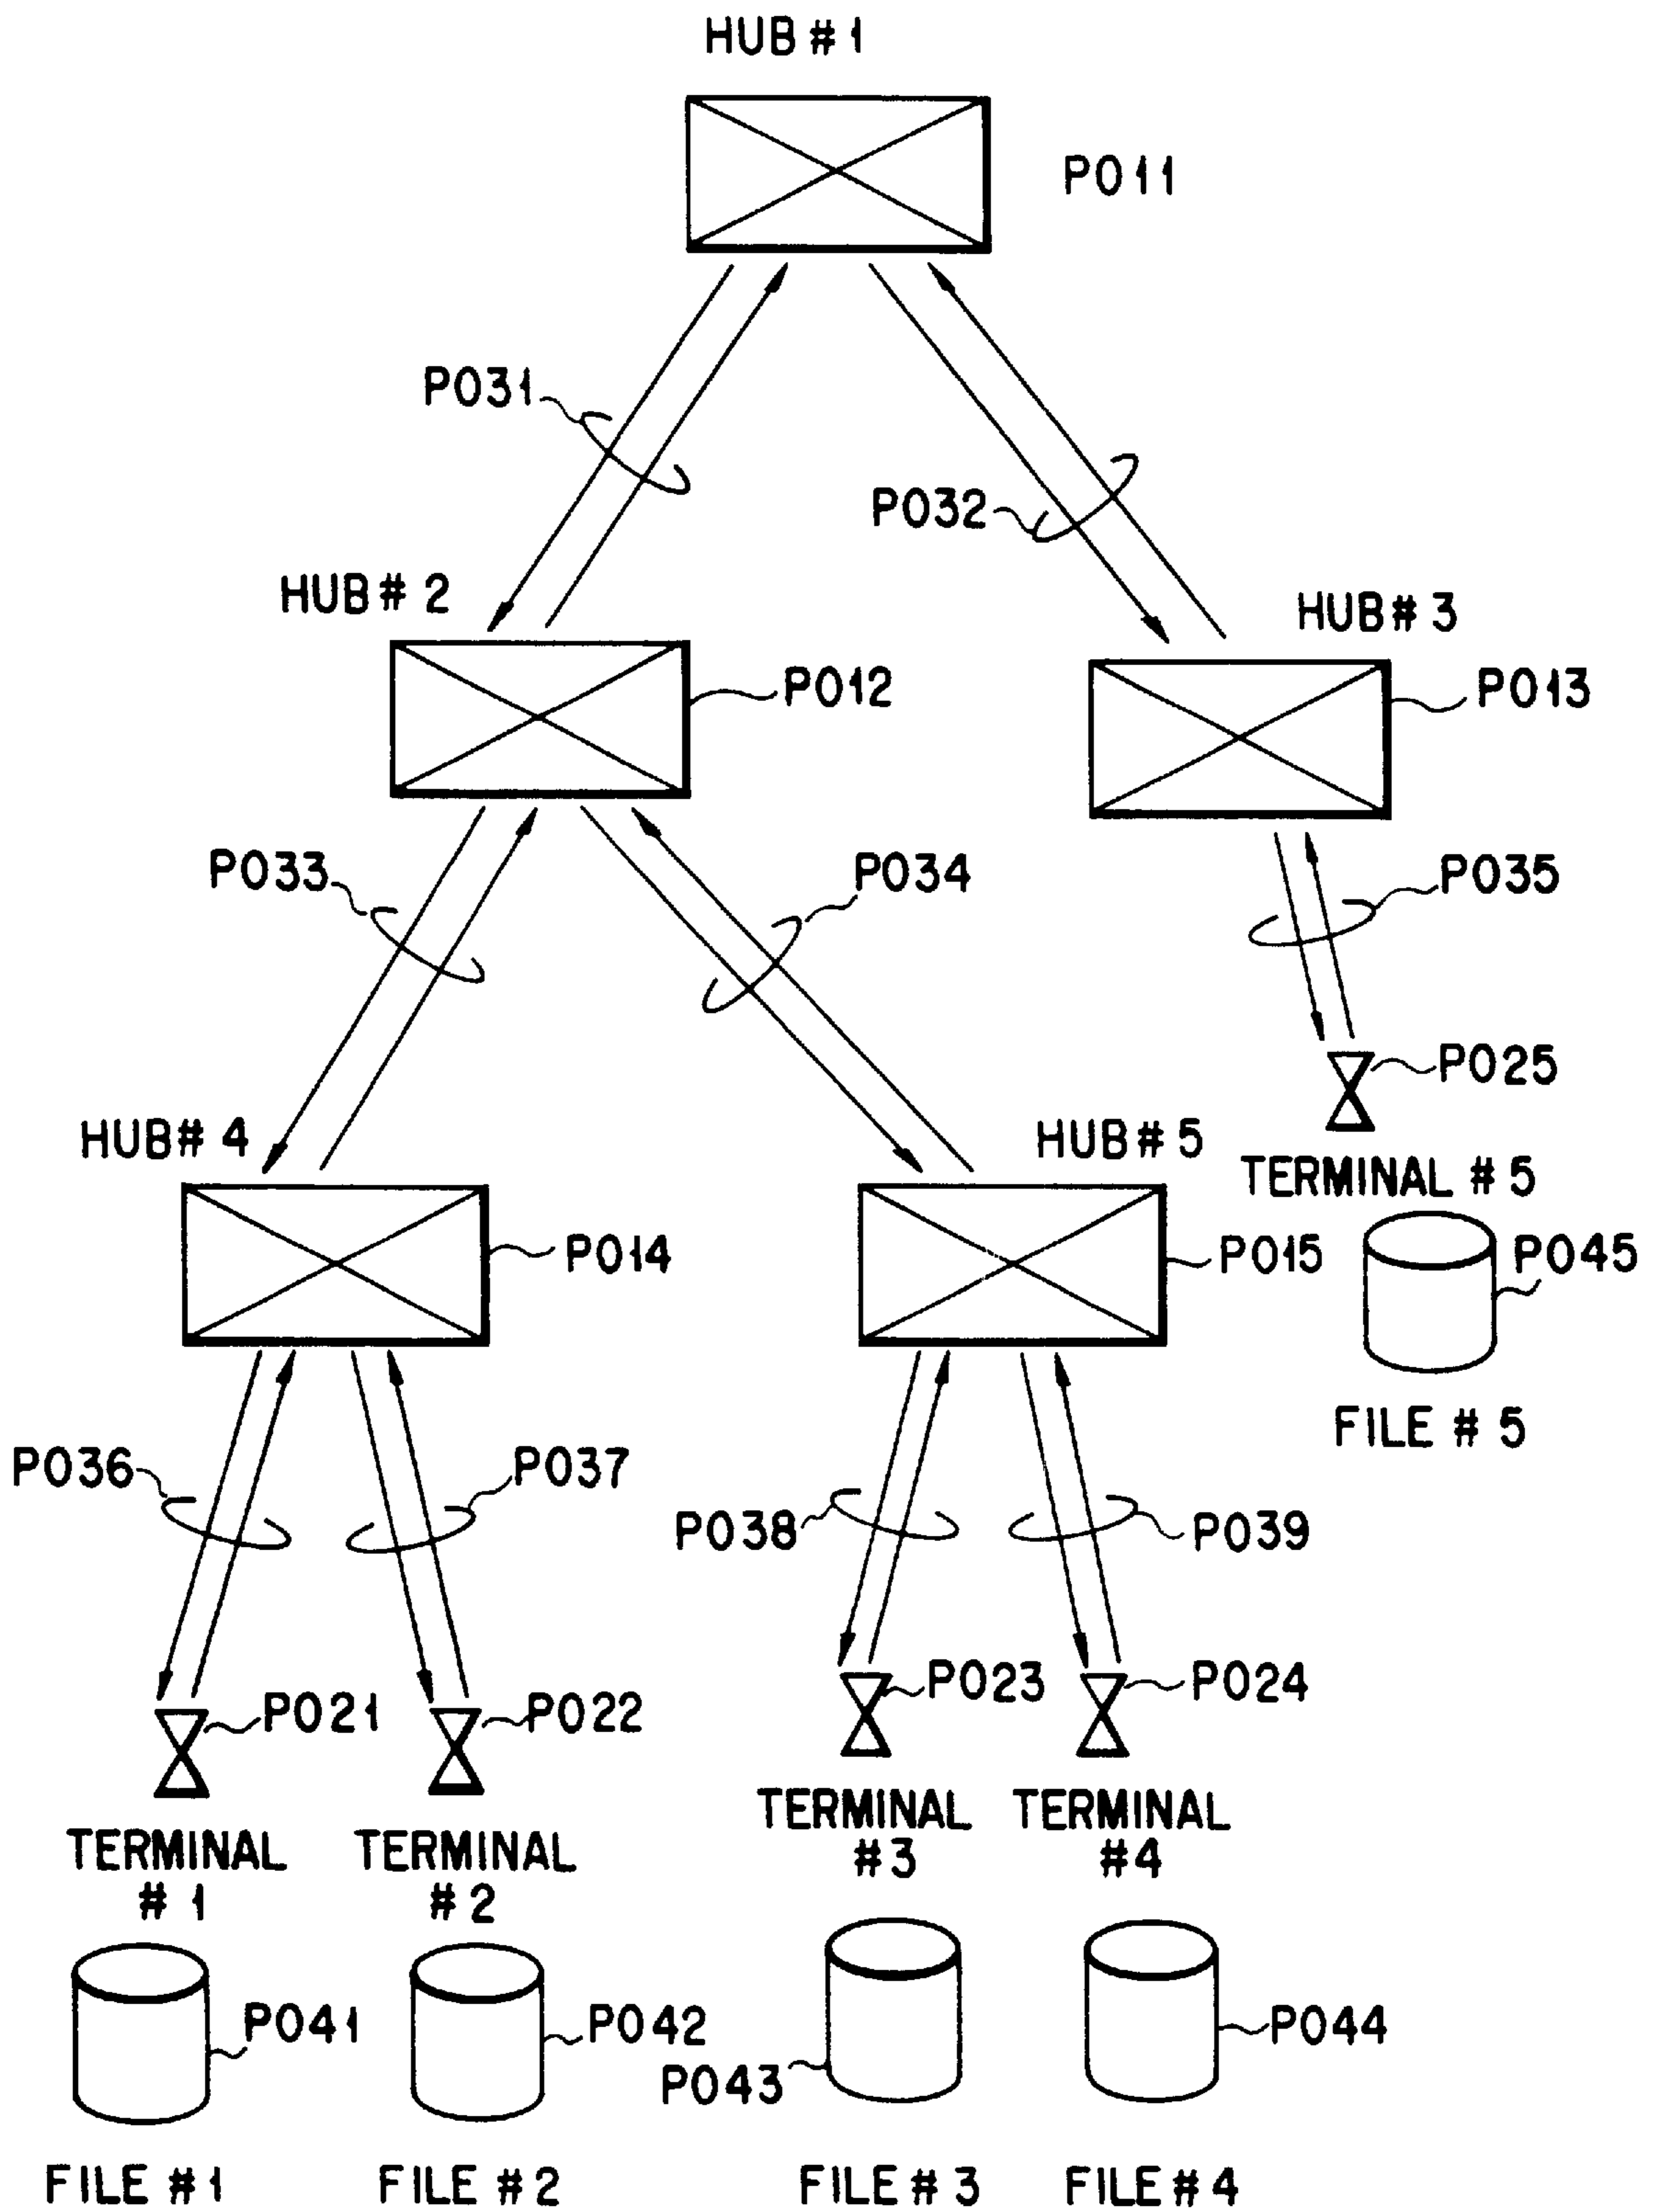 HUB # 1
P011
P031
P032
HUB # 2
HUB # 3
P012
P013
P033
P034
P035
P025
HUB # 4
HUB # 5
TERMINAL # 5
P014
P015
P045
FILE # 5
P036
P037
P038
P039
P021
P022
P023
P024
TERMINAL
# 1
TERMINAL
# 2
TERMINAL
# 3
TERMINAL
# 4
P041
P042
P043
P044
FILE # 1
FILE # 2
FILE # 3
FILE # 4